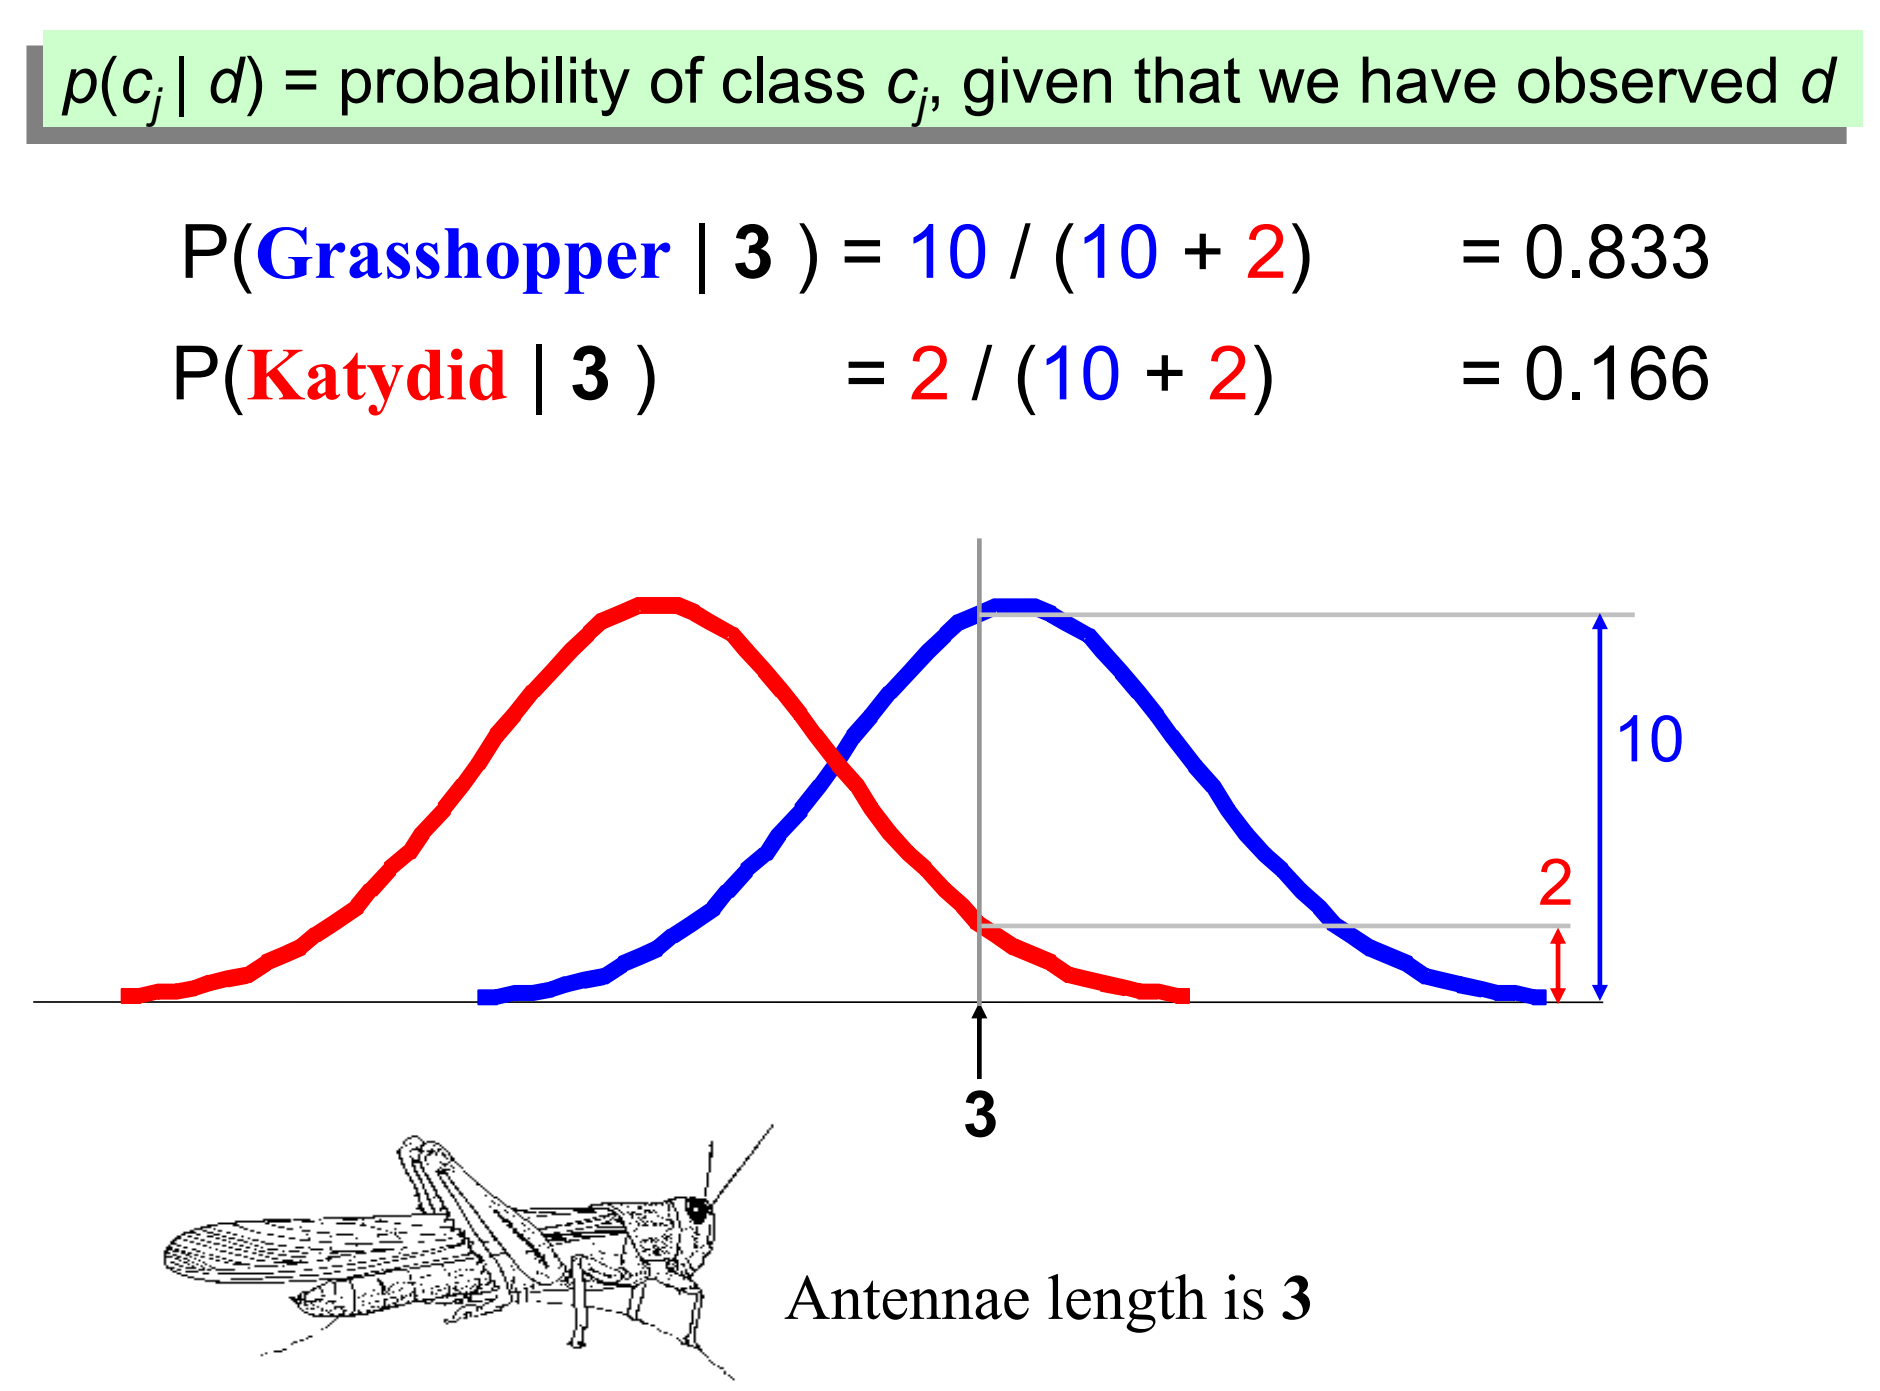 p(cj | d) = probability of class cj, given that we have observed d
P(Grasshopper | 3 ) = 10 / (10 + 2) = 0.833
P(Katydid | 3 ) = 2 / (10 + 2) = 0.166
10
2
3
Antennae length is 3